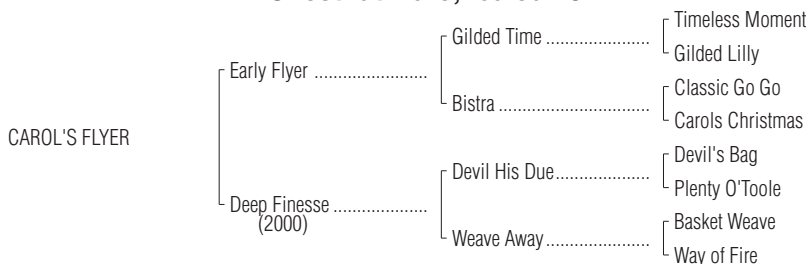 Timeless Moment
Gilded Time ......................
Gilded Lilly
Early Flyer ........................
Classic Go Go
Bistra ................................
Carols Christmas
CAROL'S FLYER
Devil's Bag
Devil His Due....................
Plenty O'Toole
Deep Finesse ....................
(2000)
Basket Weave
Weave Away......................
Way of Fire